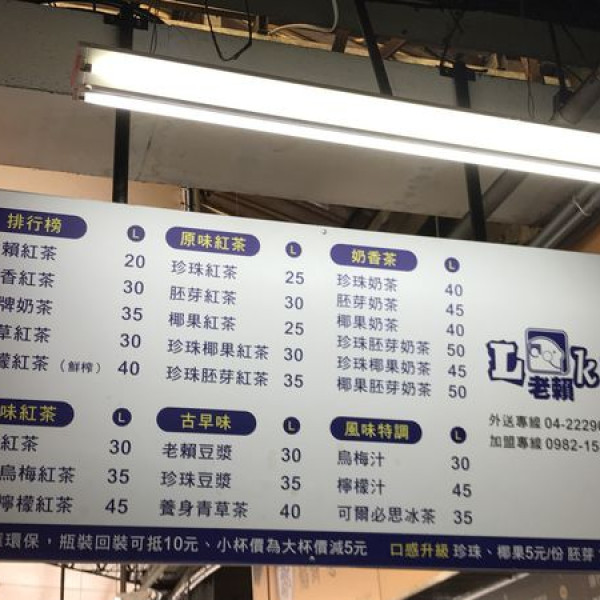 排行榜 L
賴紅茶 20
香紅茶 30
牌奶茶 35
草紅茶 30
檬紅茶 (鮮榨) 40
原味紅茶 L
珍珠紅茶 25
胚芽紅茶 30
椰果紅茶 25
珍珠椰果紅茶 30
珍珠胚芽紅茶 35
奶香茶 L
珍珠奶茶 40
胚芽奶茶 45
椰果奶茶 40
珍珠胚芽奶茶 50
珍珠椰果奶茶 45
椰果胚芽奶茶 50
味紅茶 L
紅茶 30
烏梅紅茶 35
檸檬紅茶 45
古早味 L
老賴豆漿 30
珍珠豆漿 35
養身青草茶 40
風味特調 L
烏梅汁 30
檸檬汁 45
可爾必思冰茶 35
L k
老賴
外送專線 04-2229
加盟專線 0982-15
環保，瓶裝回裝可抵10元、小杯價為大杯價減5元 口感升級 珍珠、椰果5元/份 胚芽